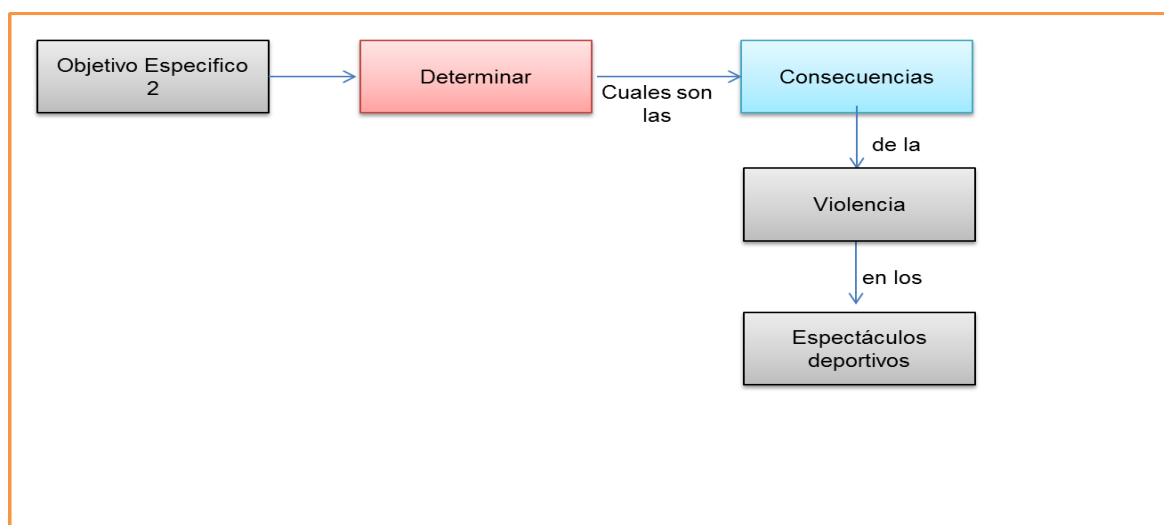 Objetivo Especifico
2
Determinar
Cuales son
las
Consecuencias
de la
Violencia
en los
Espectáculos
deportivos